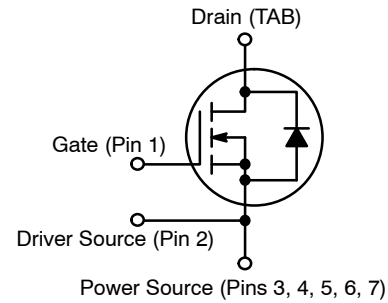 Drain (TAB)
Gate (Pin 1)
Driver Source (Pin 2)
Power Source (Pins 3, 4, 5, 6, 7)